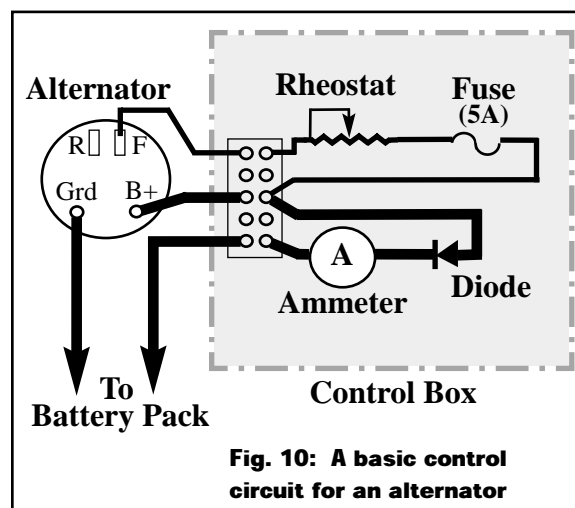 Alternator
R
F
Grd
B+
Rheostat
Fuse
(5A)
A
Ammeter
Diode
To
Battery Pack
Control Box
Fig. 10: A basic control
circuit for an alternator